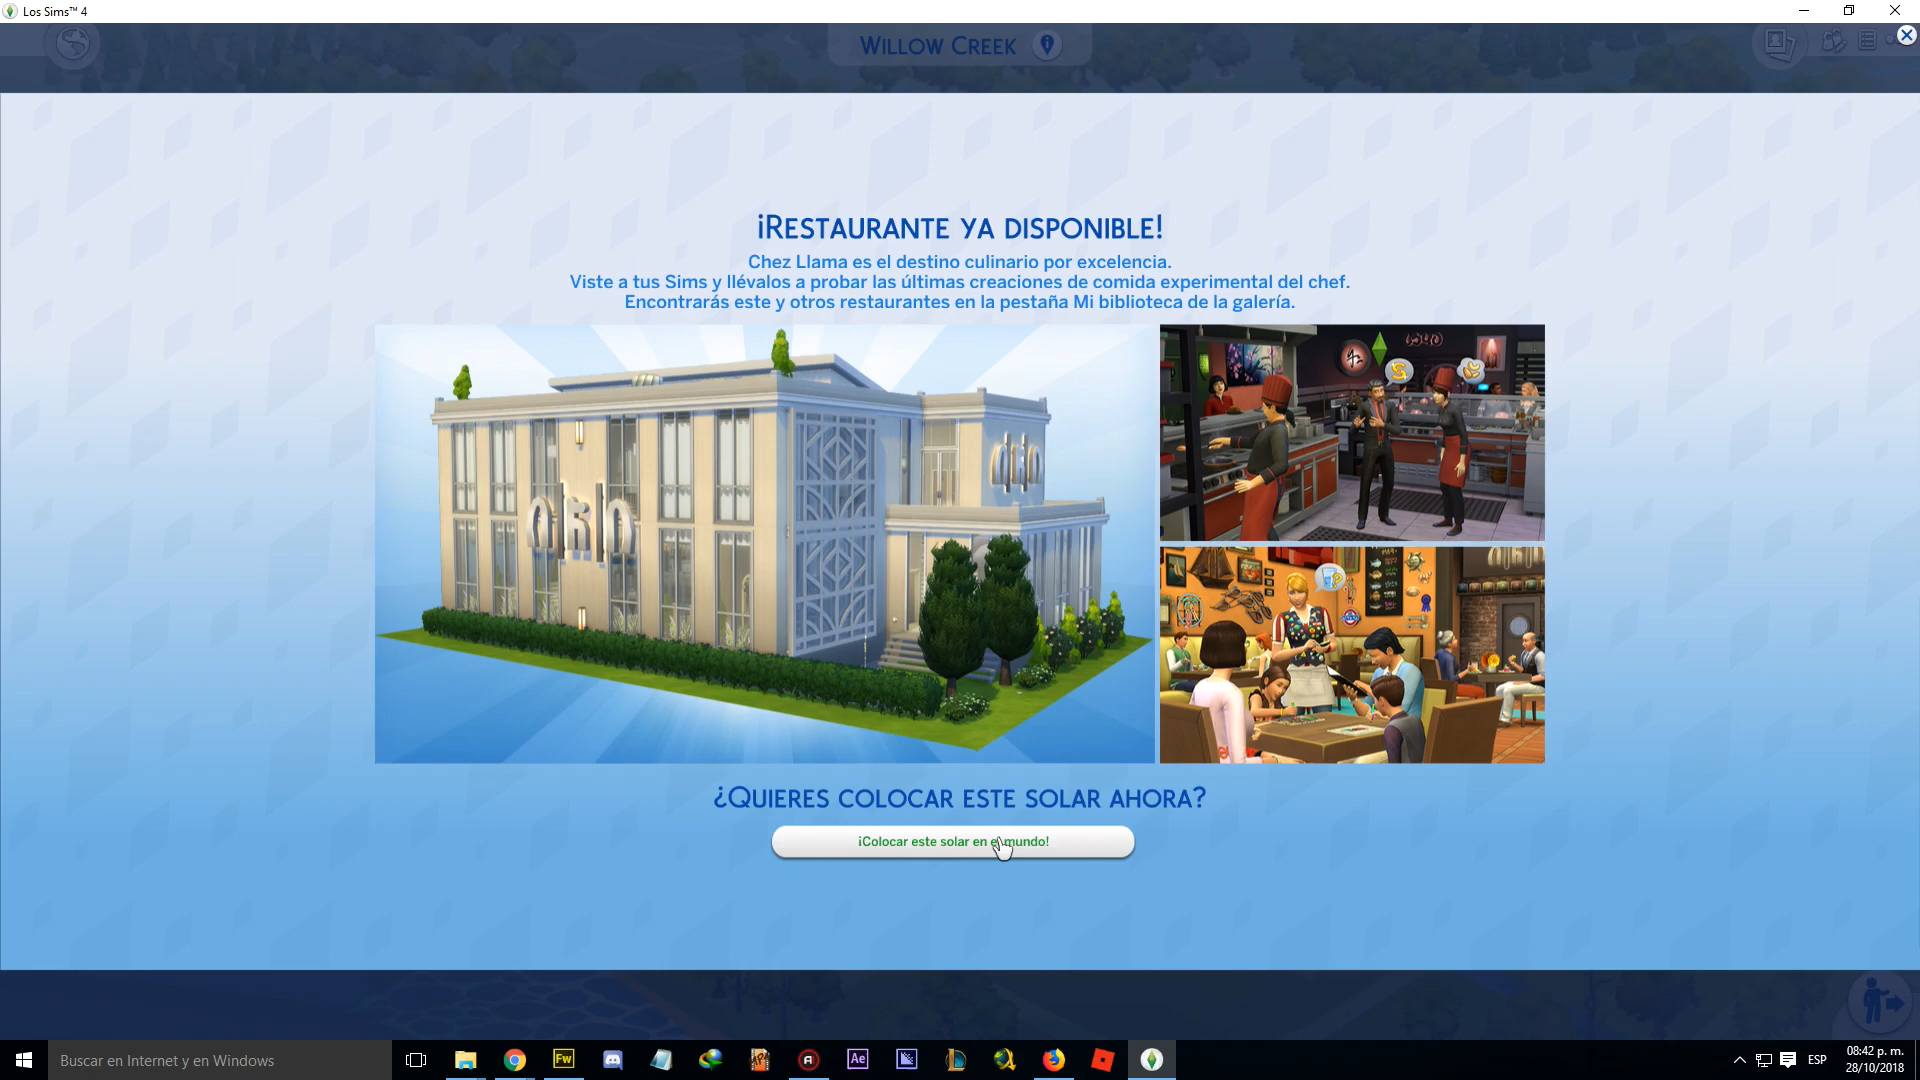 Los Sims™ 4
Willow Creek
¡Restaurante ya disponible!
Chez Llama es el destino culinario por excelencia.
Viste a tus Sims y llévalos a probar las últimas creaciones de comida experimental del chef.
Encontrarás este y otros restaurantes en la pestaña Mi biblioteca de la galería.
¿Quieres colocar este solar ahora?
¡Colocar este solar en el mundo!
Buscar en Internet y en Windows
Fw
Ae
ESP
08:42 p. m.
28/10/2018